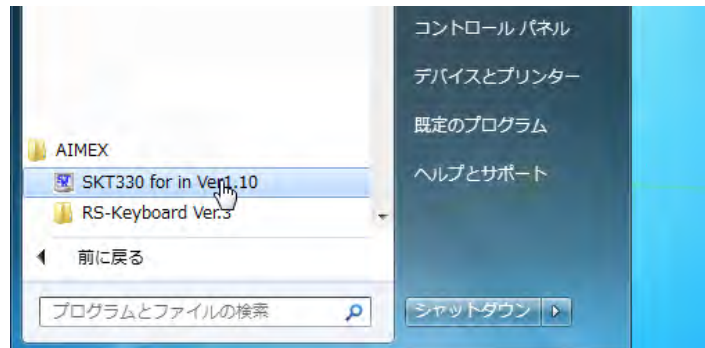 AIMEX
SKT330 for in Ver1.10
RS-Keyboard Ver.3
前に戻る
プログラムとファイルの検索
コントロール パネル
デバイスとプリンター
既定のプログラム
ヘルプとサポート
シャットダウン